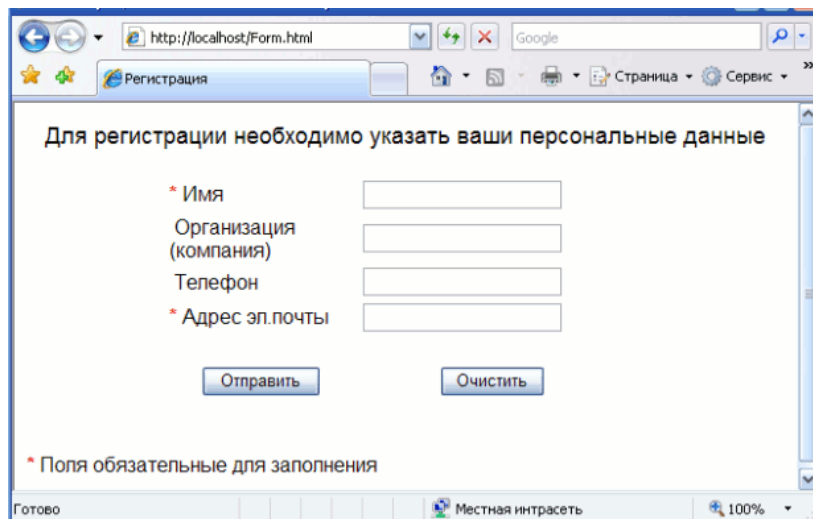 http://localhost/Form.html
Google
Регистрация
Страница
Сервис
»
Для регистрации необходимо указать ваши персональные данные
* Имя
Организация
(компания)
Телефон
* Адрес эл.почты
Отправить
Очистить
* Поля обязательные для заполнения
Готово
Местная интрасеть
100%